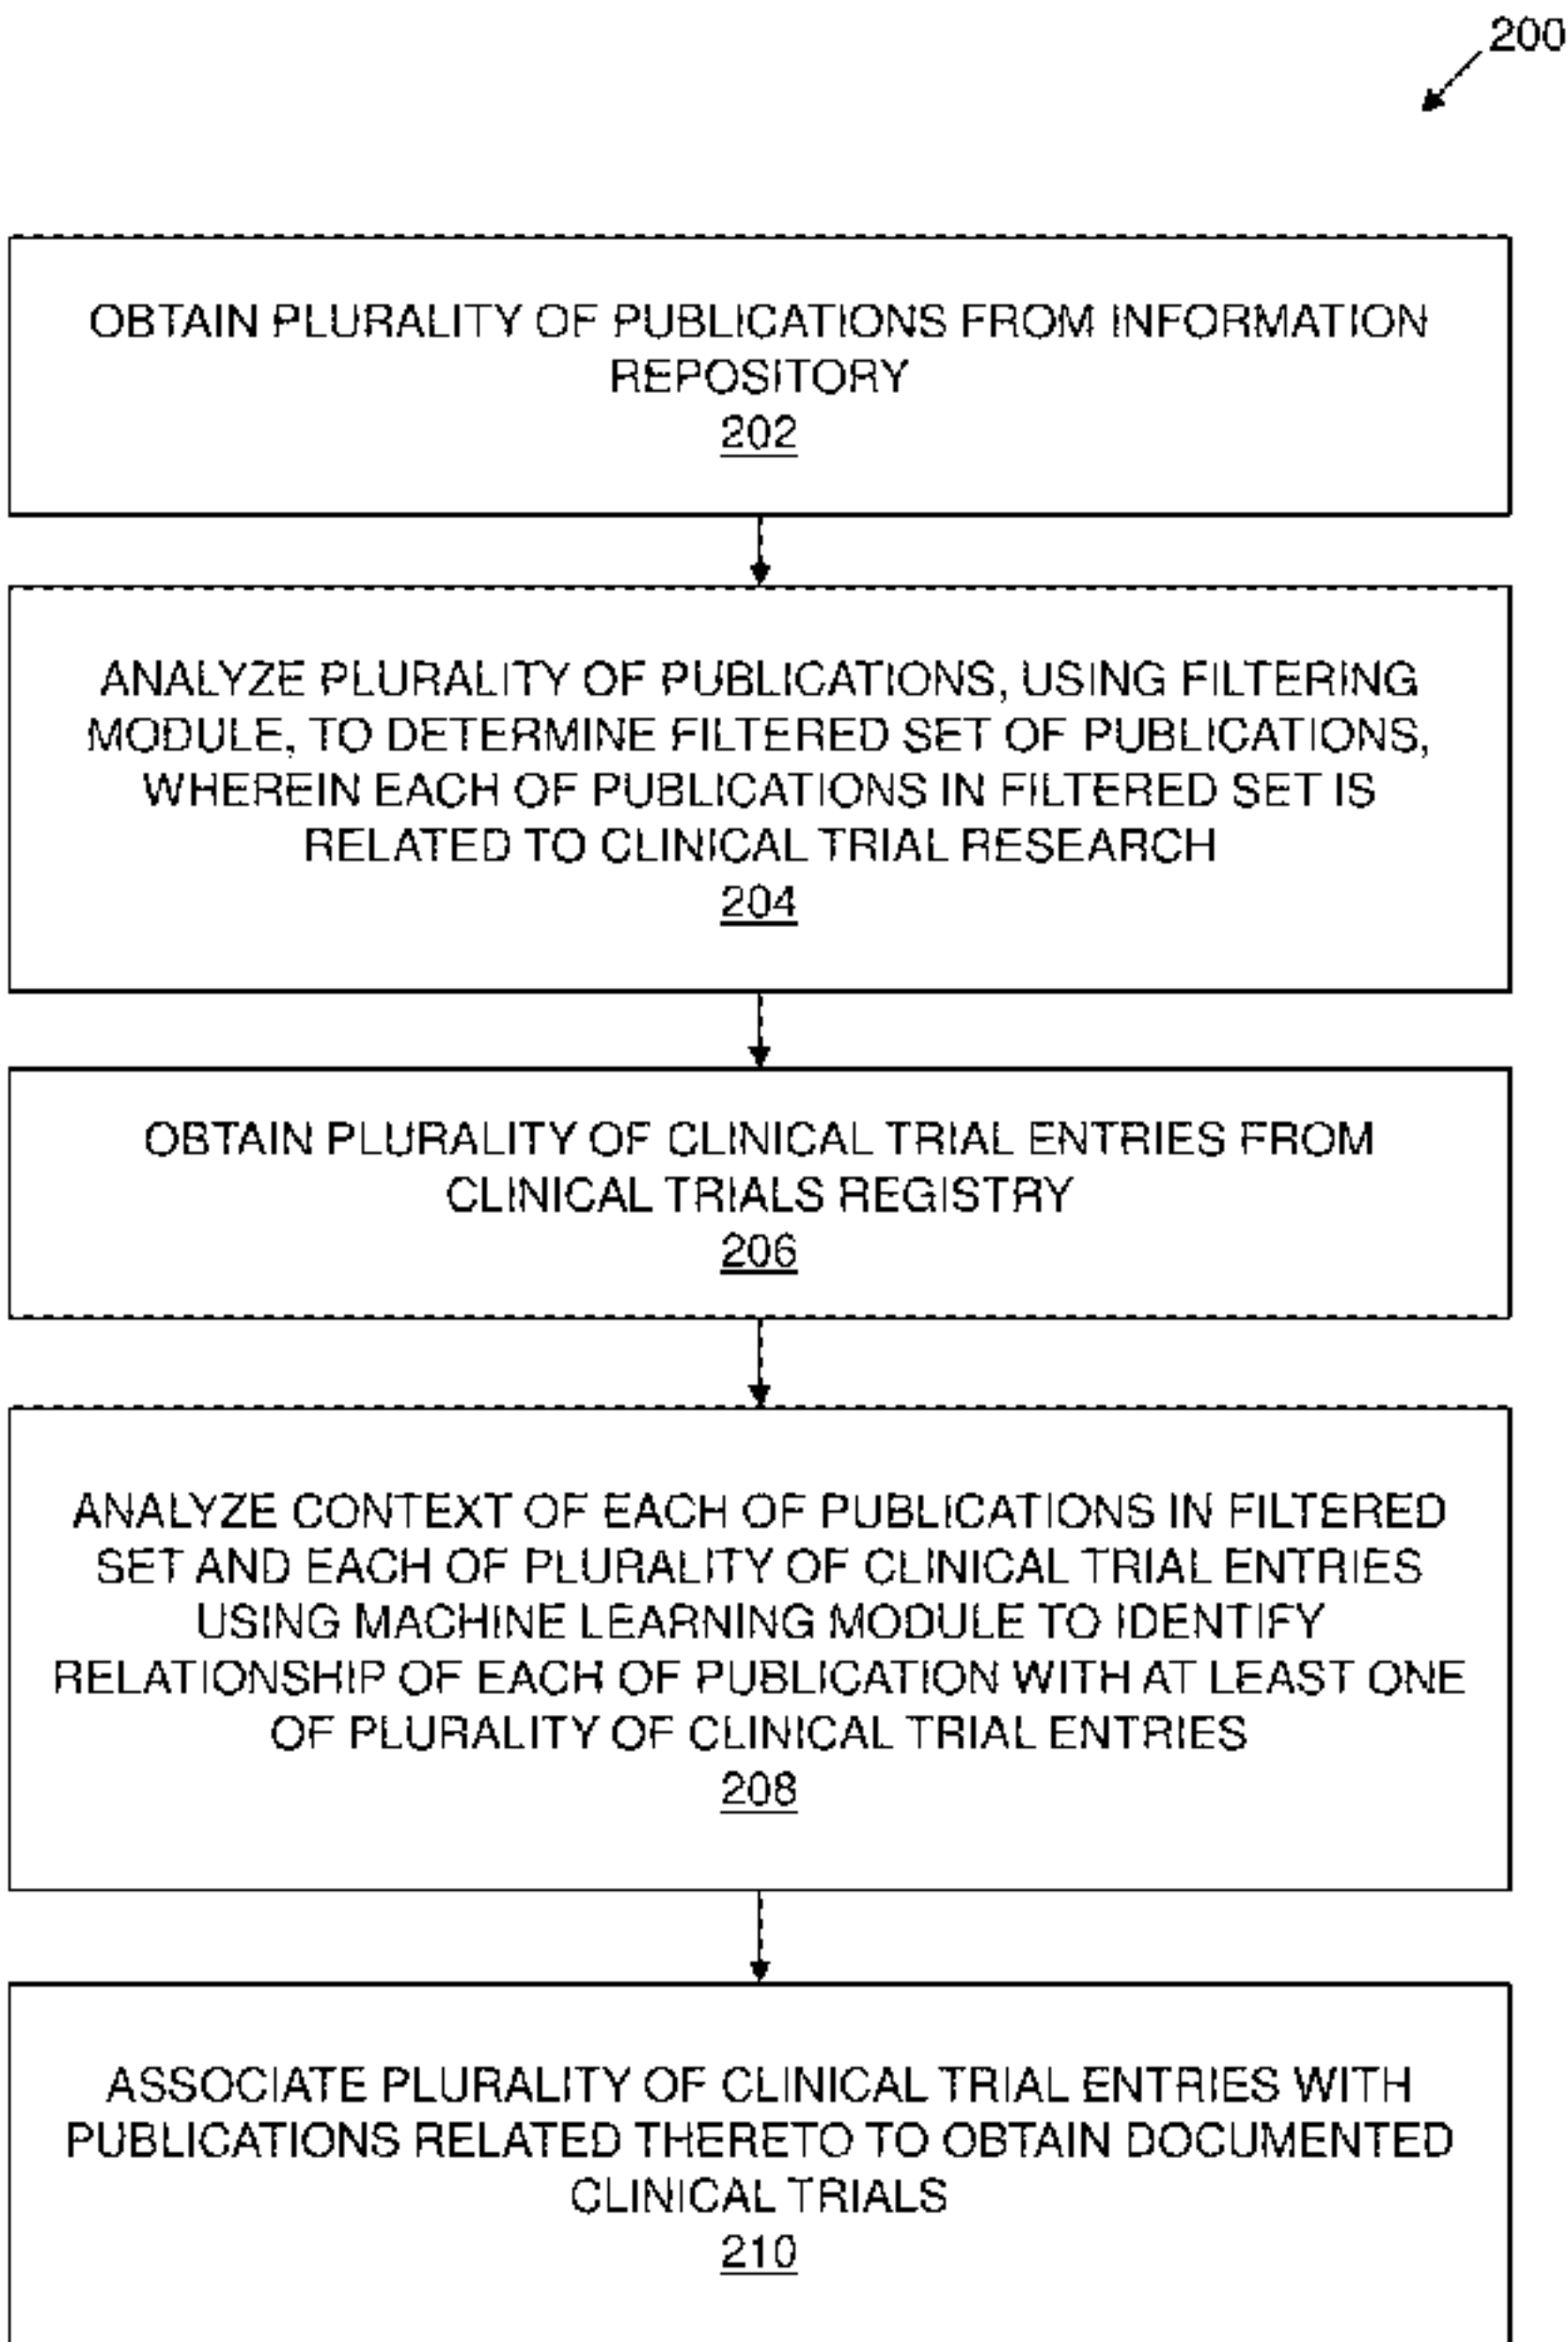 200
OBTAIN PLURALITY OF PUBLICATIONS FROM INFORMATION
REPOSITORY
202
ANALYZE PLURALITY OF PUBLICATIONS, USING FILTERING
MODULE, TO DETERMINE FILTERED SET OF PUBLICATIONS,
WHEREIN EACH OF PUBLICATIONS IN FILTERED SET IS
RELATED TO CLINICAL TRIAL RESEARCH
204
OBTAIN PLURALITY OF CLINICAL TRIAL ENTRIES FROM
CLINICAL TRIALS REGISTRY
206
ANALYZE CONTEXT OF EACH OF PUBLICATIONS IN FILTERED
SET AND EACH OF PLURALITY OF CLINICAL TRIAL ENTRIES
USING MACHINE LEARNING MODULE TO IDENTIFY
RELATIONSHIP OF EACH OF PUBLICATION WITH AT LEAST ONE
OF PLURALITY OF CLINICAL TRIAL ENTRIES
208
ASSOCIATE PLURALITY OF CLINICAL TRIAL ENTRIES WITH
PUBLICATIONS RELATED THERETO TO OBTAIN DOCUMENTED
CLINICAL TRIALS
210